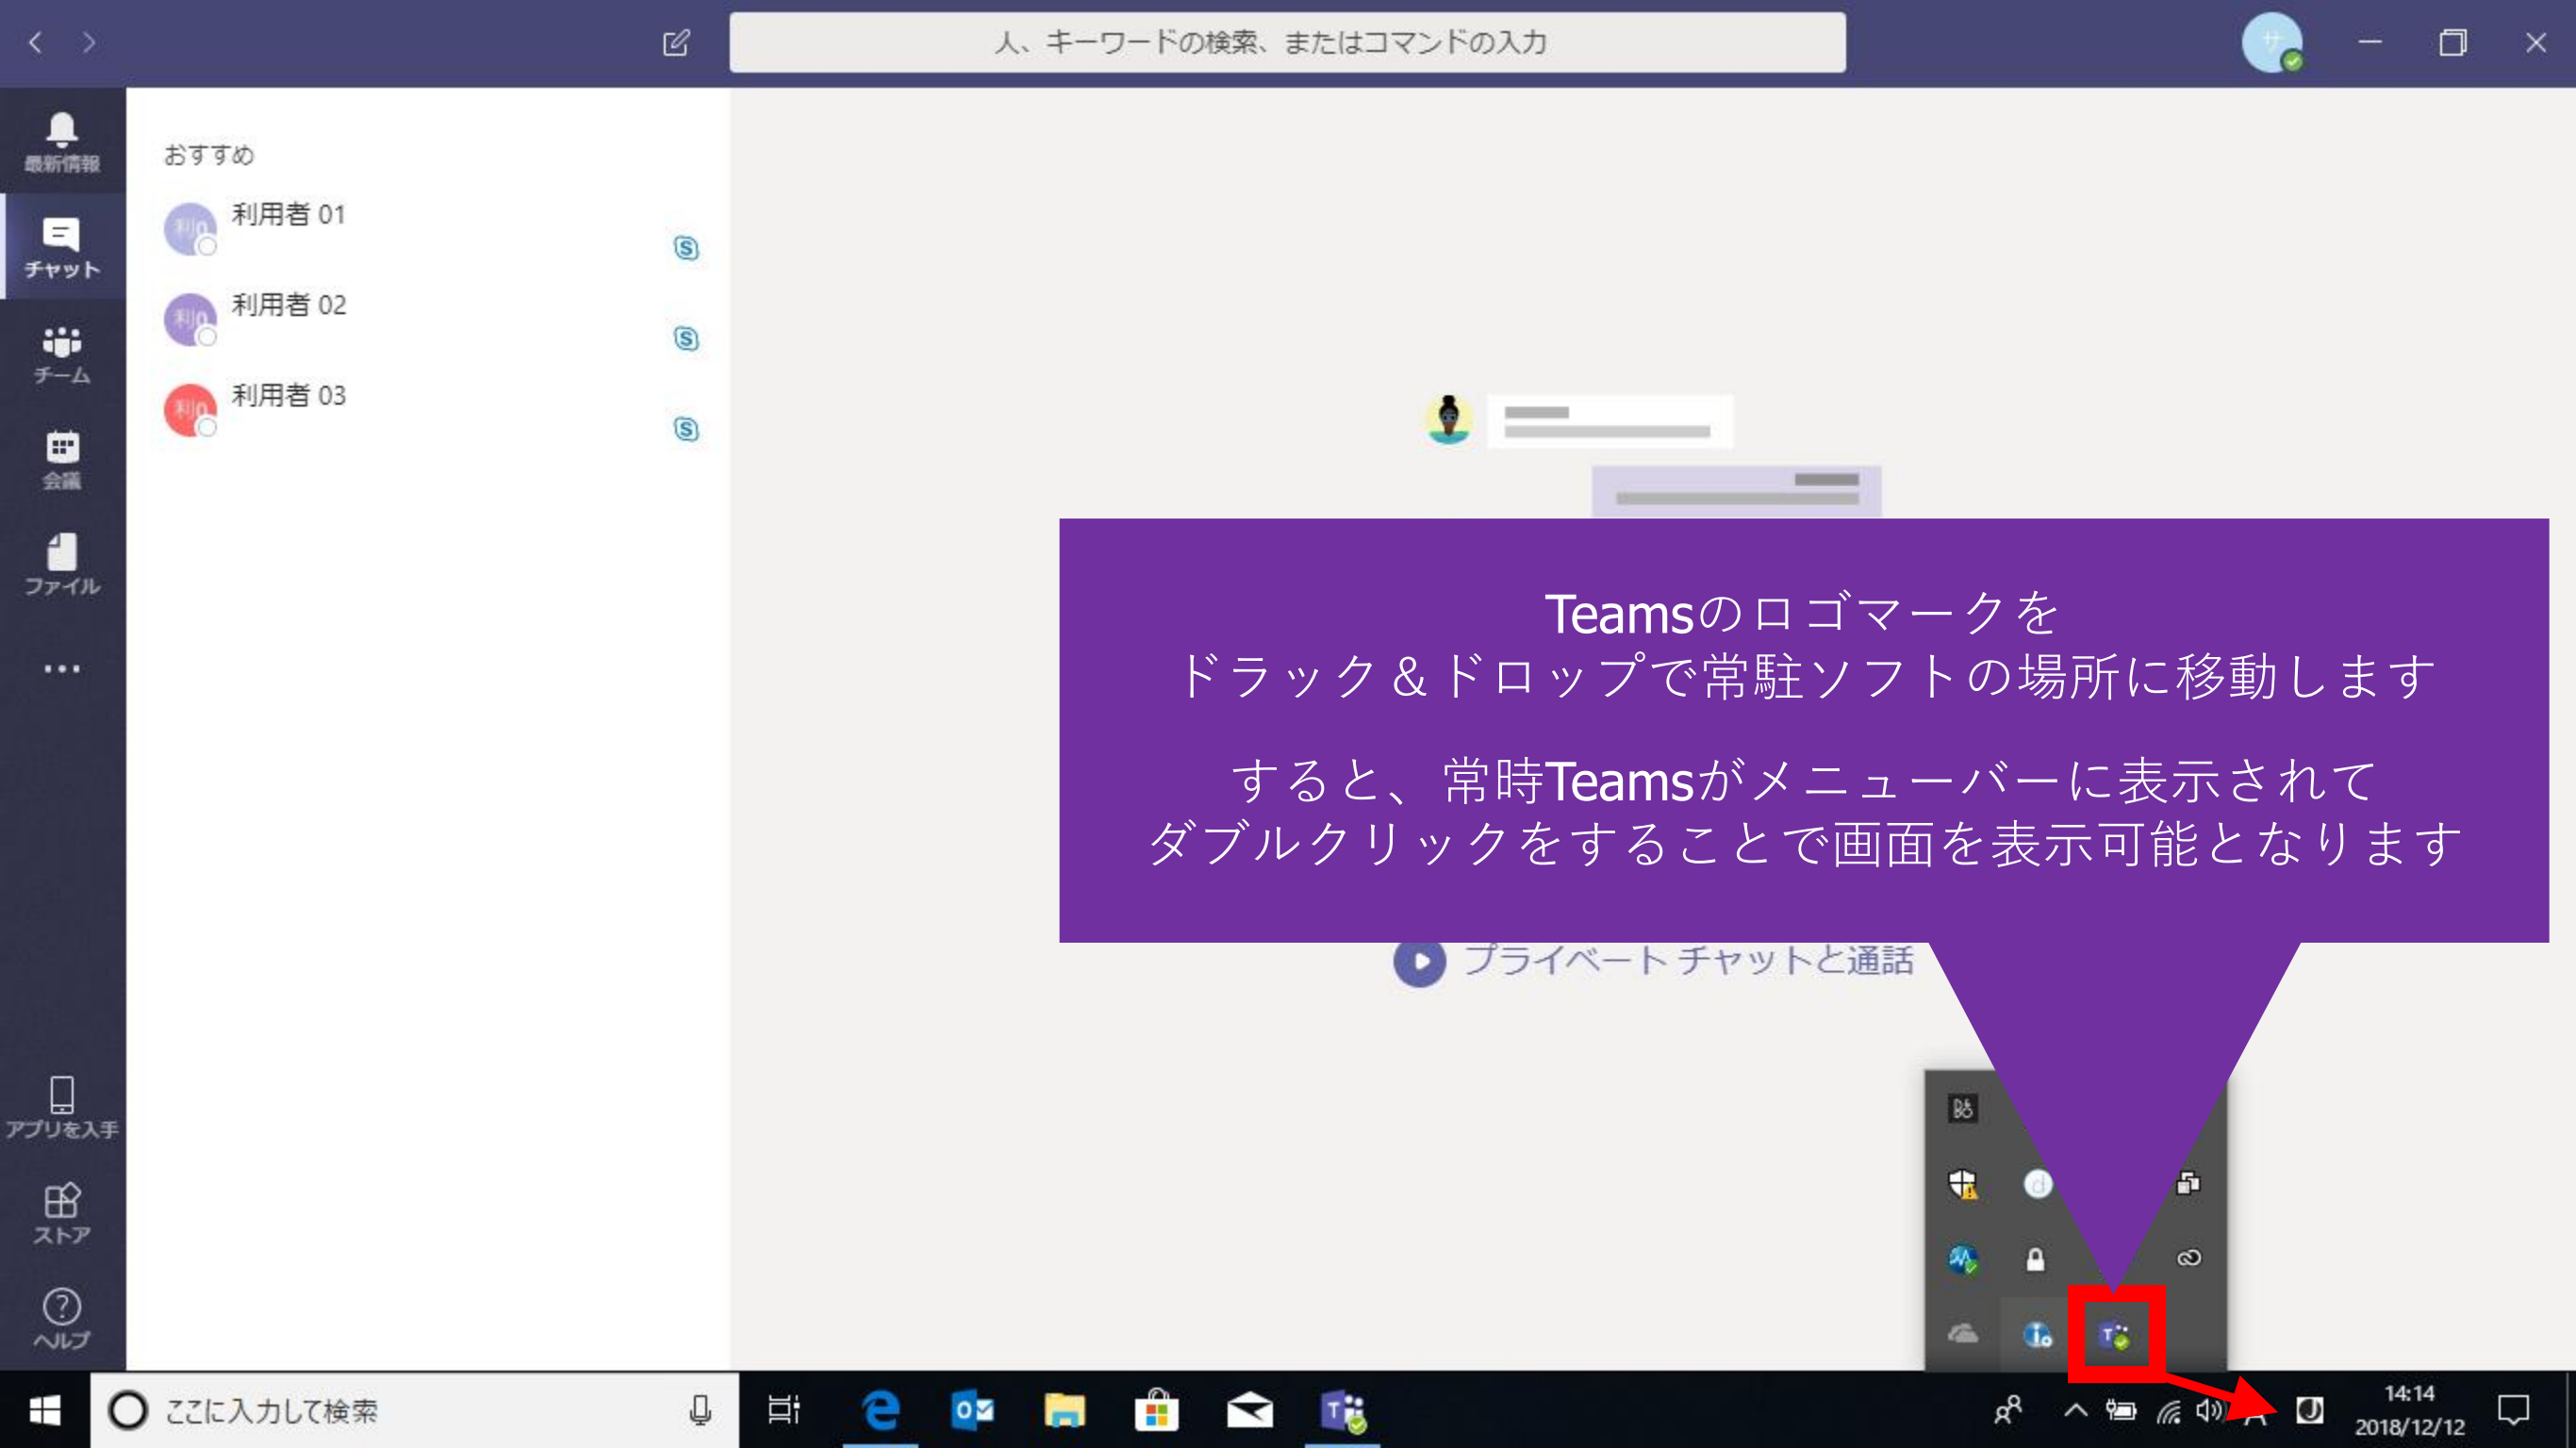 人、キーワードの検索、またはコマンドの入力
サ
最新情報
チャット
チーム
会議
ファイル
アプリを入手
ストア
ヘルプ
おすすめ
利用者 01
利用者 02
利用者 03
Teamsのロゴマークを
ドラック＆ドロップで常駐ソフトの場所に移動します
すると、常時Teamsがメニューバーに表示されて
ダブルクリックをすることで画面を表示可能となります
プライベート チャットと通話
ここに入力して検索
14:14
2018/12/12